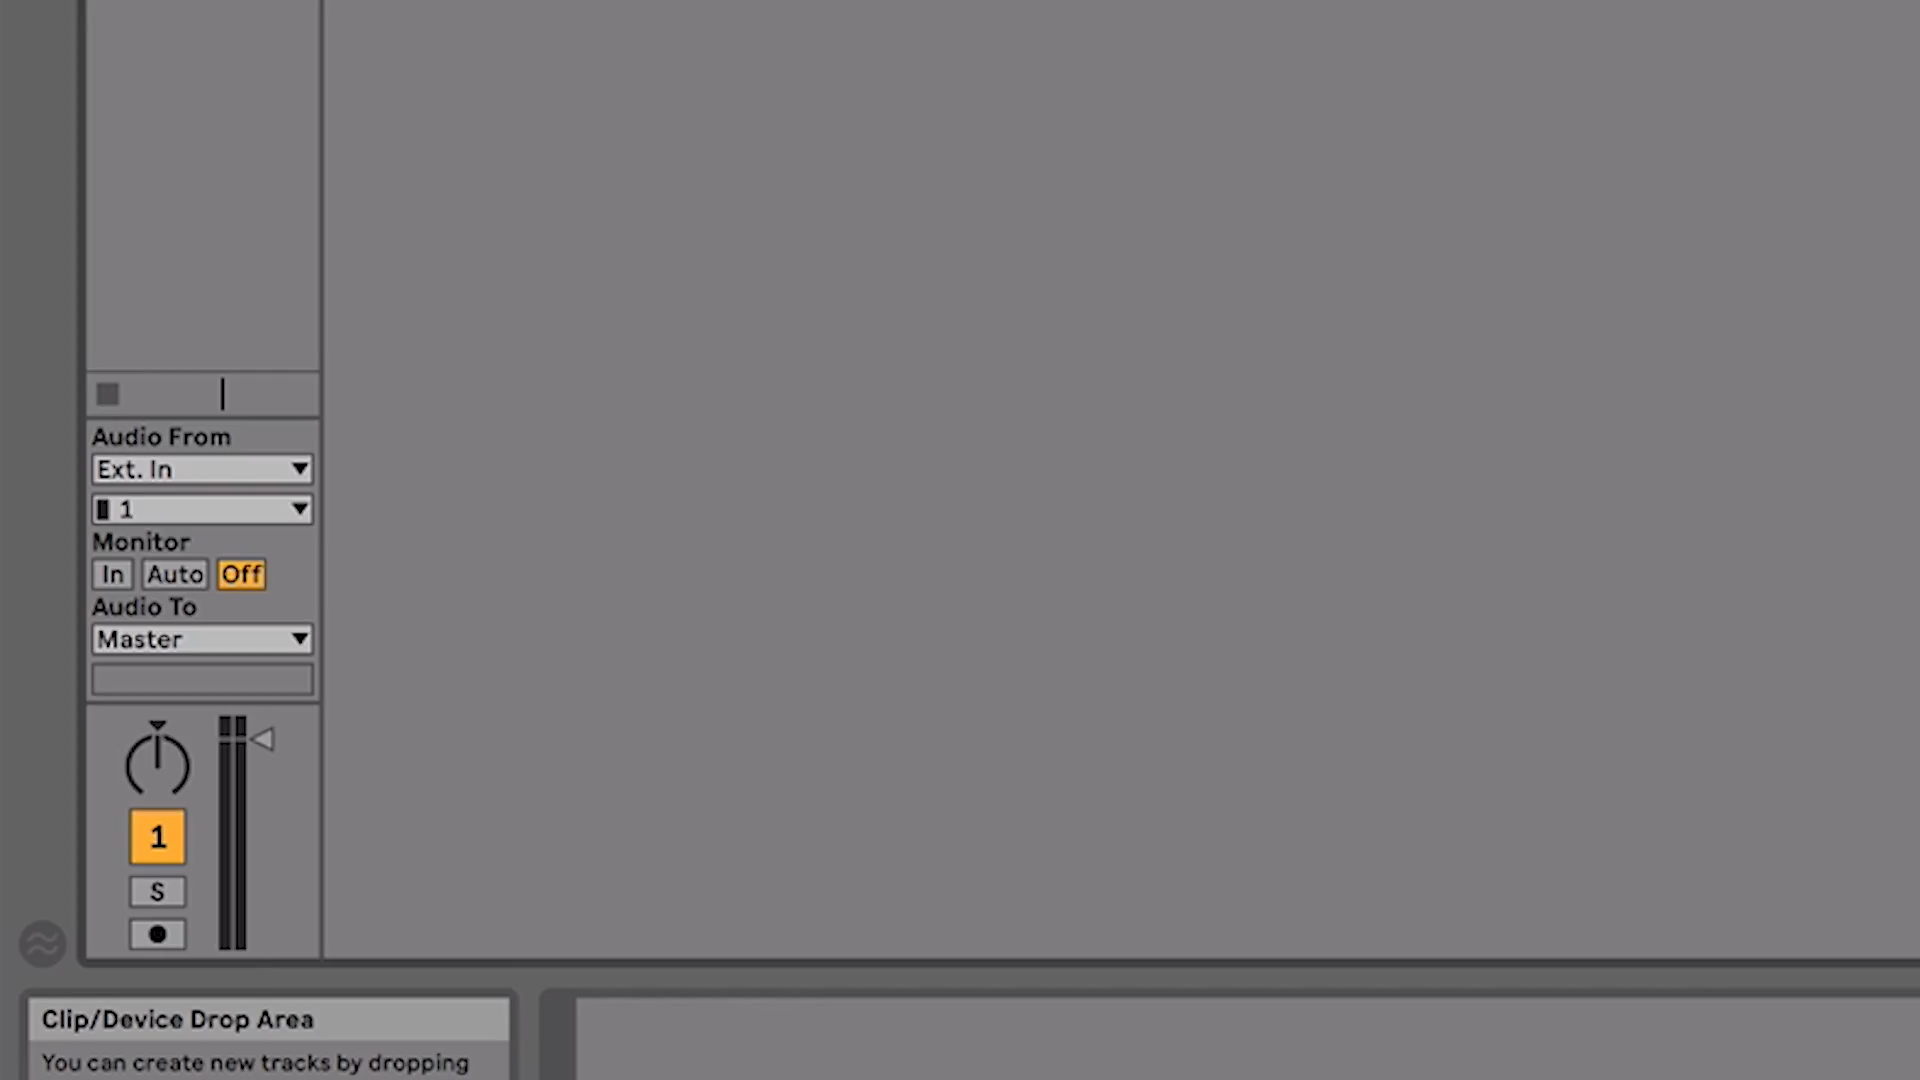 Audio From
Ext. In
1
Monitor
In Auto Off
Audio To
Master
1
S
Clip/Device Drop Area
You can create new tracks by dropping